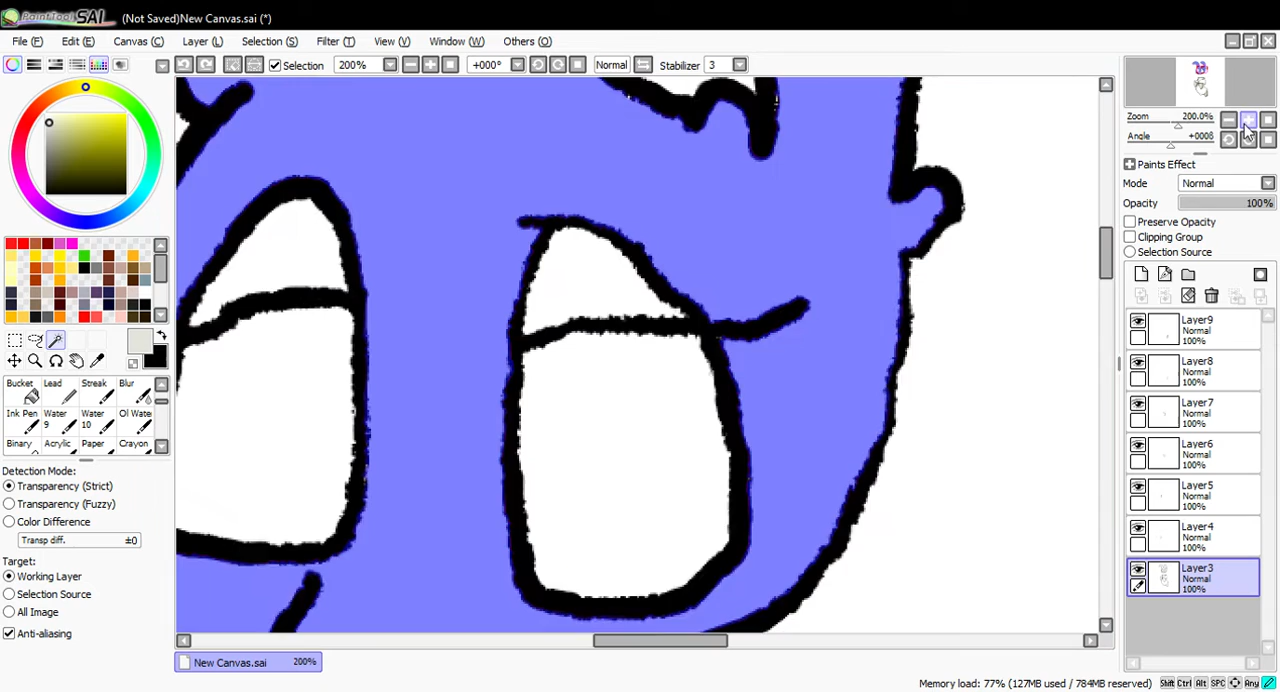 PaintTool SAI (Not Saved)New Canvas.sai (*)
File (F) Edit (E) Canvas (C) Layer (L) Selection (S) Filter (T) View (V) Window (W) Others (O)
Selection 200% +000° Normal Stabilizer 3
Zoom 200.0%
Angle +0008
Paints Effect
Mode Normal
Opacity 100%
Preserve Opacity
Clipping Group
Selection Source
Bucket Lead Streak Blur
Ink Pen Water 9 Water 10 Ol Wate
Binary Acrylic Paper Crayon
Detection Mode:
Transparency (Strict)
Transparency (Fuzzy)
Color Difference
Transp diff. ±0
Target:
Working Layer
Selection Source
All Image
Anti-aliasing
Layer9
Normal
100%
Layer8
Normal
100%
Layer7
Normal
100%
Layer6
Normal
100%
Layer5
Normal
100%
Layer4
Normal
100%
Layer3
Normal
100%
New Canvas.sai 200%
Memory load: 77% (127MB used / 784MB reserved) Shift Ctrl Alt SPC Any